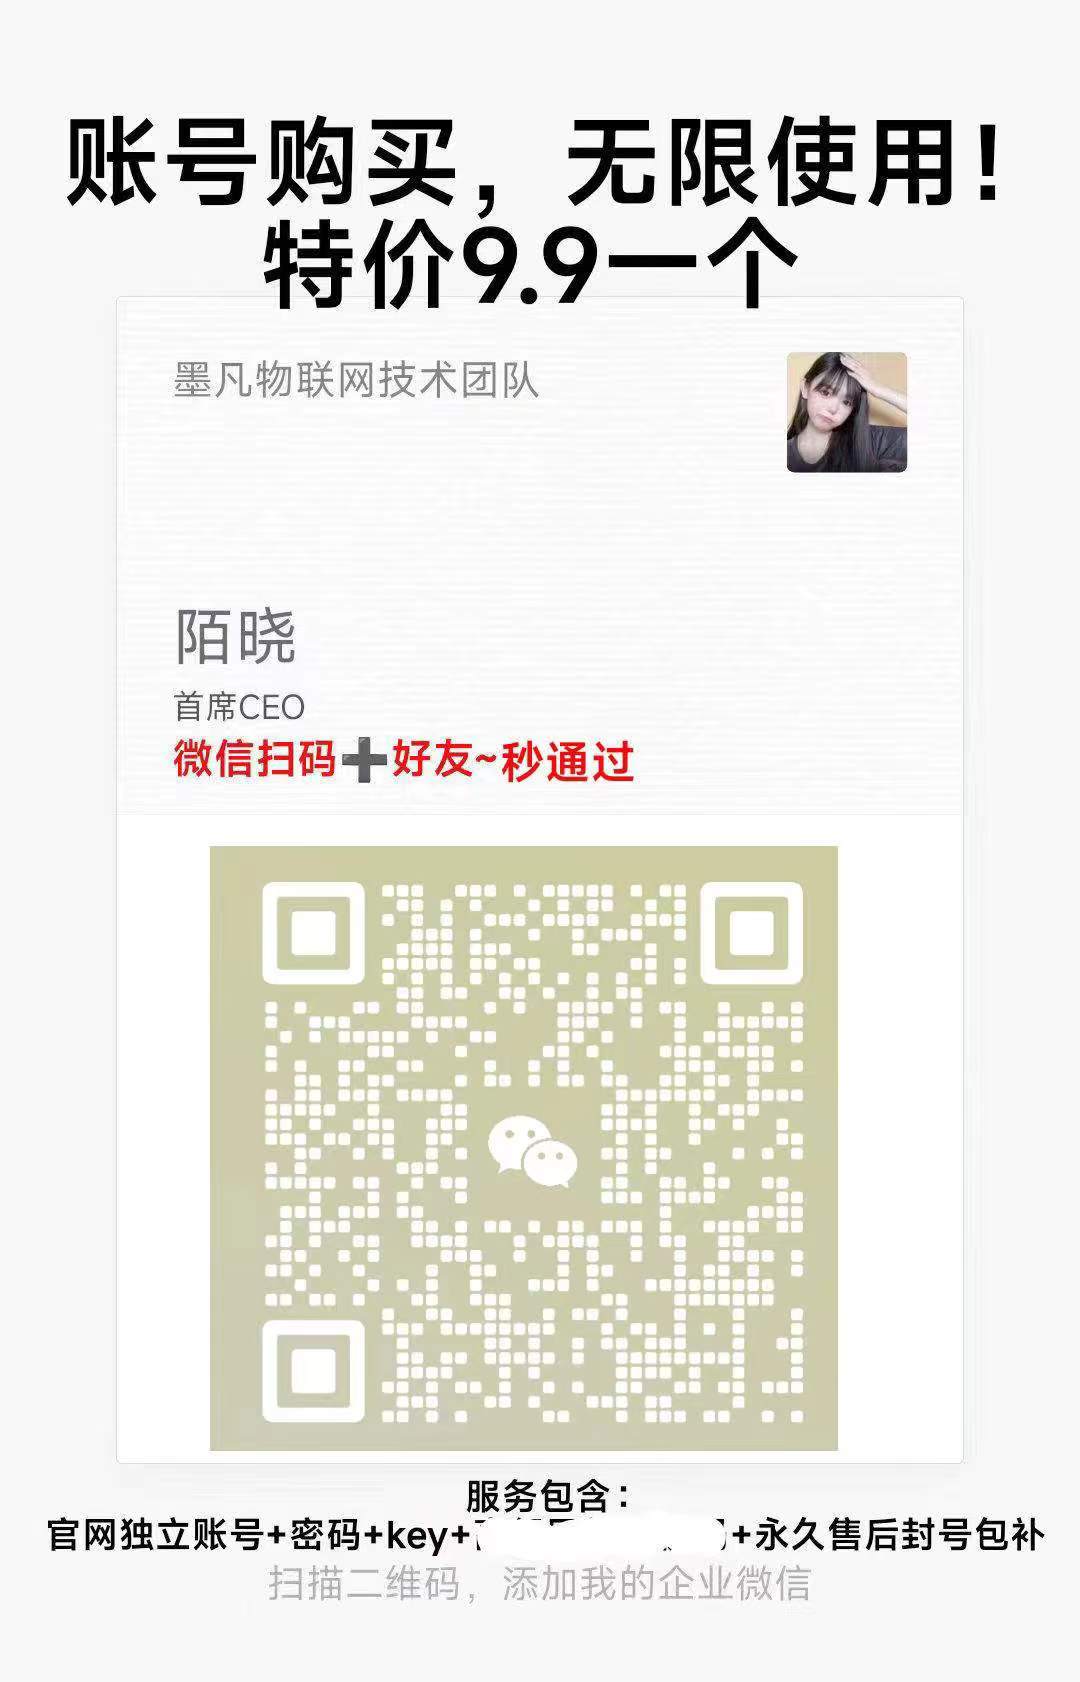 账号购买，无限使用！
特价9.9一个
墨凡物联网技术团队
陌晓
首席CEO
微信扫码➕好友~秒通过
服务包含：
官网独立账号+密码+key+
+永久售后封号包补
扫描二维码，添加我的企业微信